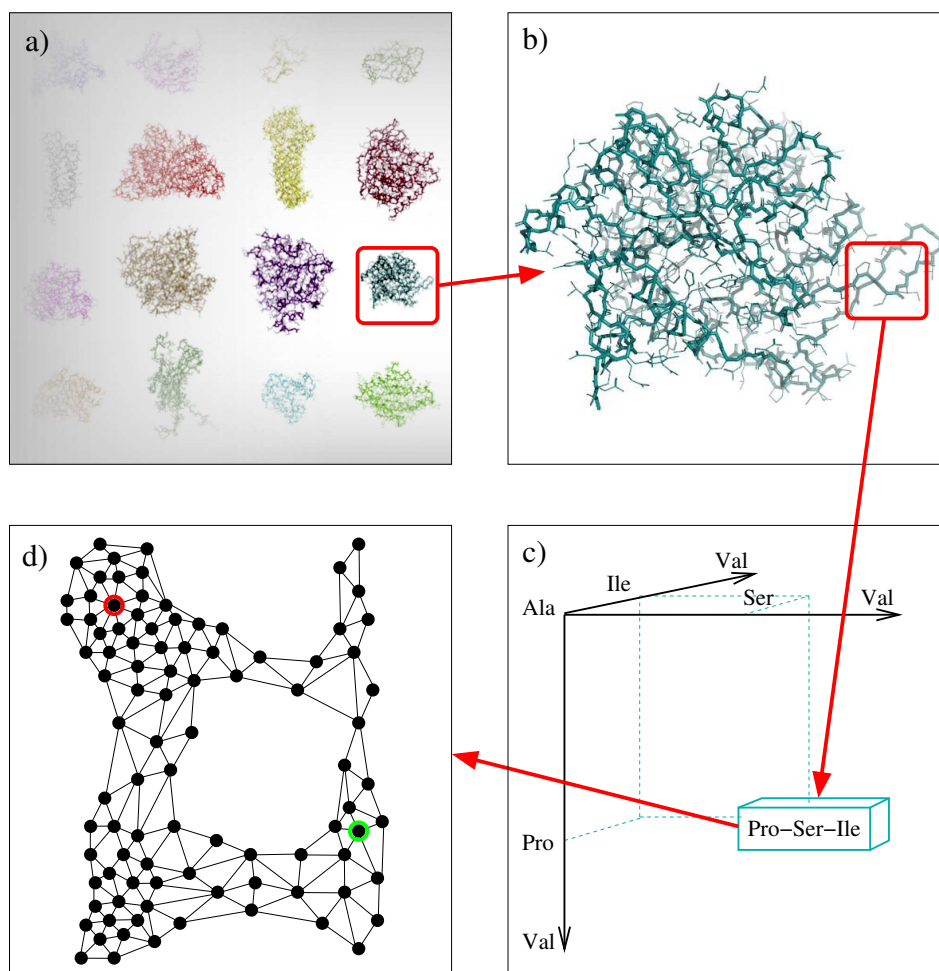 a)
b)
d)
c)
Val
Ile
Ser
Ala
Val
Pro−Ser−Ile
Pro
Val